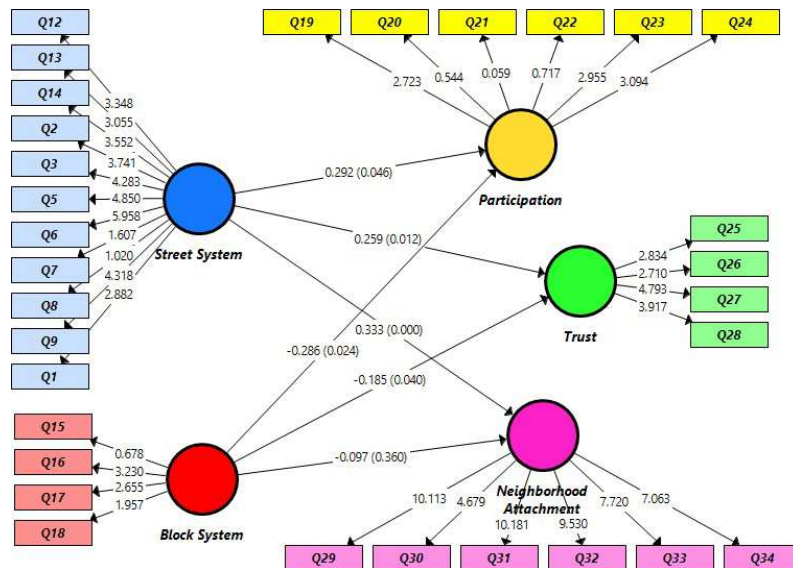 Q12
Q13
Q14
Q2
Q3
Q5
Q6
Q7
Q8
Q9
Q1
3.348
3.055
3.552
3.741
4.283
4.850
5.958
1.607
1.020
4.318
2.882
Street System
Q19
Q20
Q21
Q22
Q23
Q24
2.723
0.544
0.059
0.717
2.955
3.094
Participation
0.292 (0.046)
0.259 (0.012)
0.333 (0.000)
-0.286 (0.024)
-0.185 (0.040)
-0.097 (0.360)
Q25
Q26
Q27
Q28
2.834
2.710
4.793
3.917
Trust
Q15
Q16
Q17
Q18
0.678
3.230
2.655
1.957
Block System
Neighborhood
Attachment
10.113
4.679
10.181
9.530
7.720
7.063
Q29
Q30
Q31
Q32
Q33
Q34